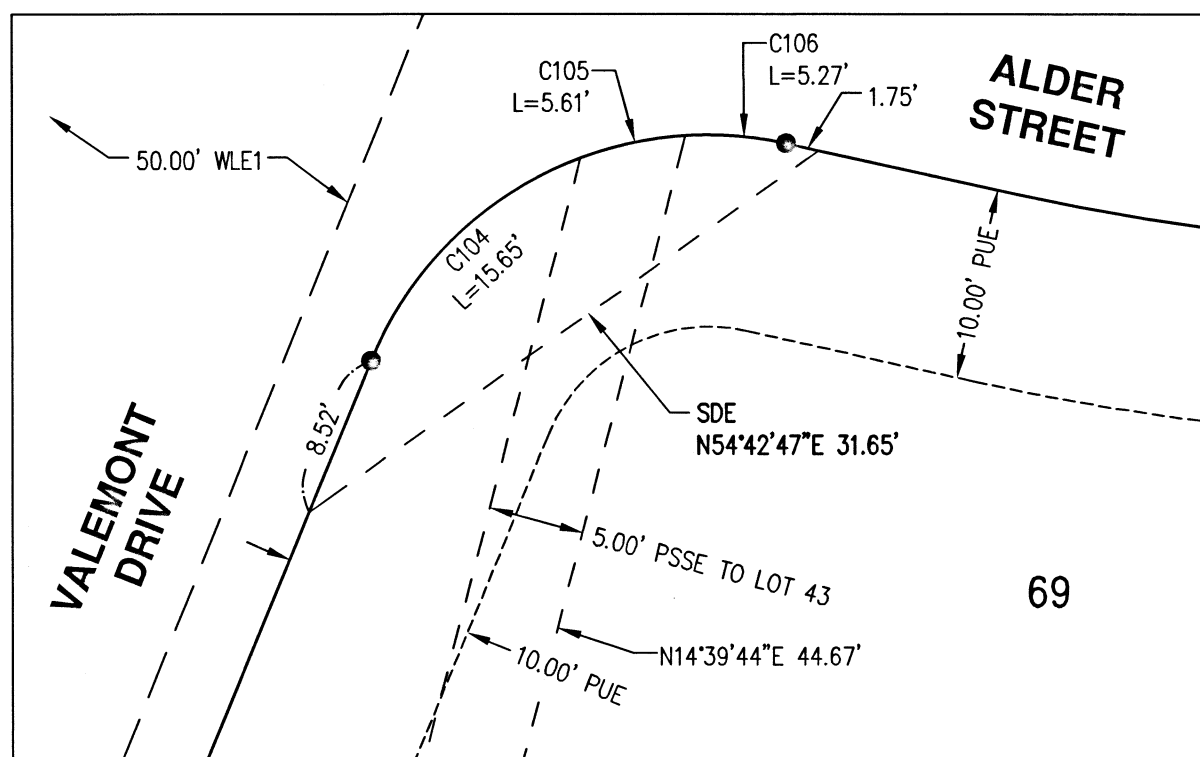 C106
L=5.27'
C105
L=5.61'
1.75'
ALDER
STREET
50.00' WLE1
C104
L=15.65'
10.00' PUE
8.52'
SDE
N54°42'47"E 31.65'
VALEMONT
DRIVE
5.00' PSSE TO LOT 43
69
N14°39'44"E 44.67'
10.00' PUE